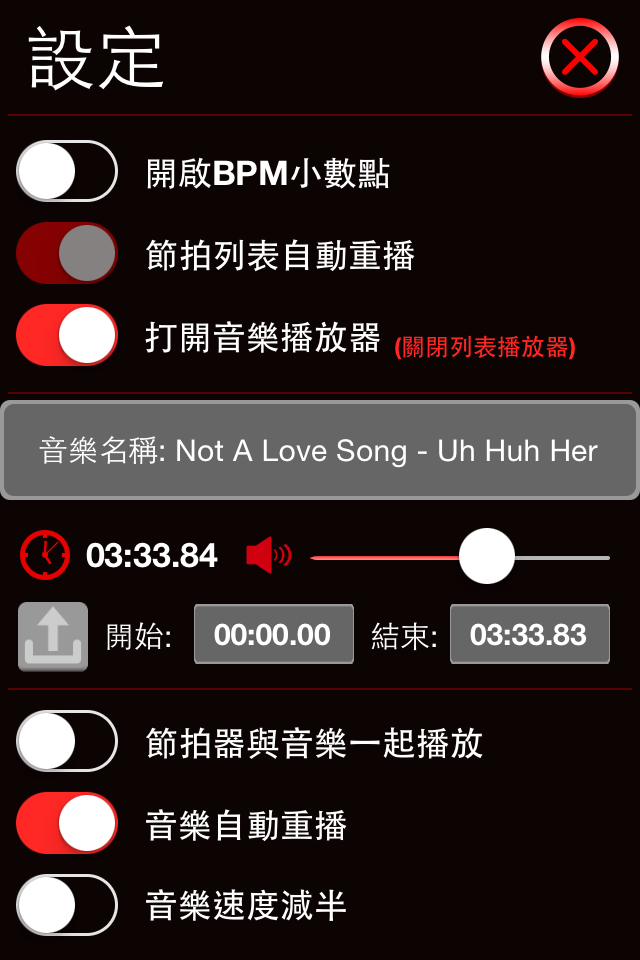 設定
開啟BPM小數點
節拍列表自動重播
打開音樂播放器 (關閉列表播放器)
音樂名稱: Not A Love Song - Uh Huh Her
03:33.84
開始: 00:00.00 結束: 03:33.83
節拍器與音樂一起播放
音樂自動重播
音樂速度減半